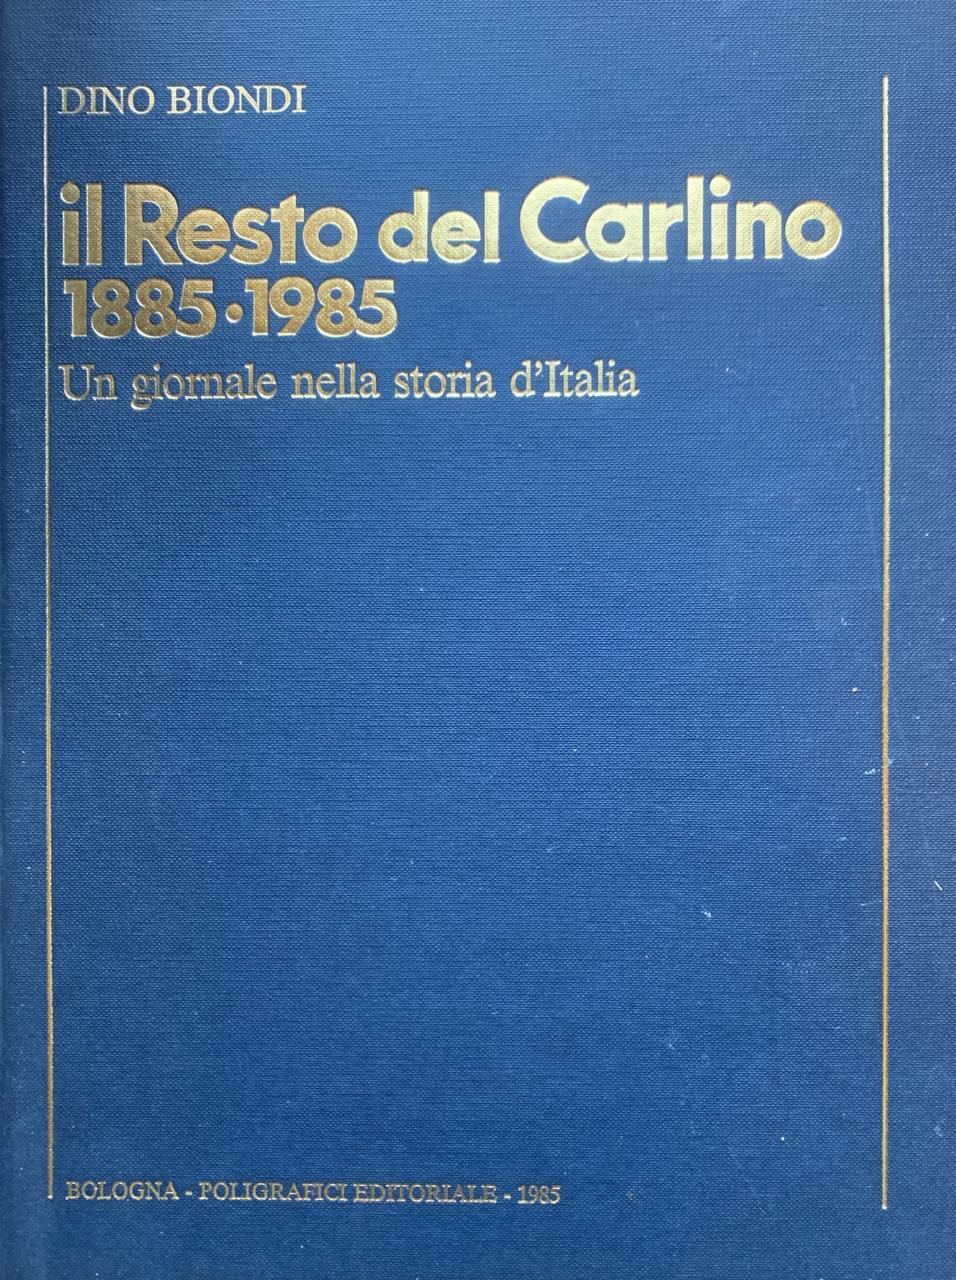 DINO BIONDI
il Resto del Carlino
1885•1985
Un giornale nella storia d'Italia
BOLOGNA - POLIGRAFICI EDITORIALE - 1985